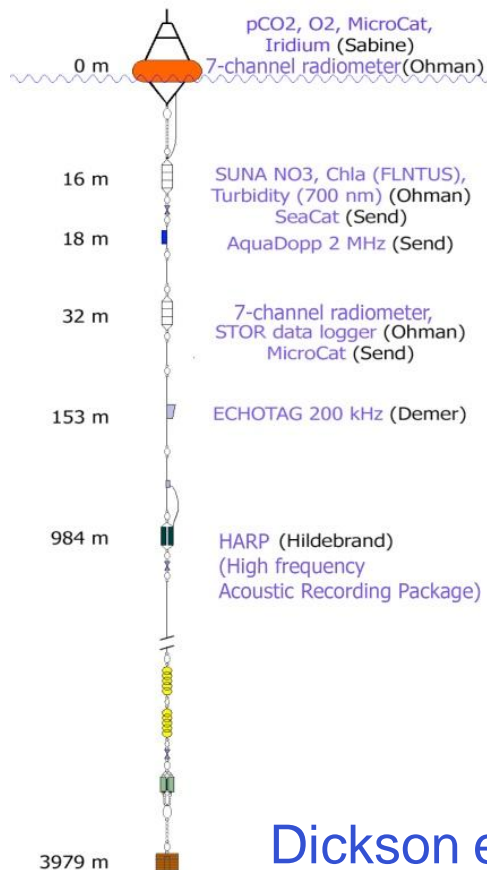 pCO2, O2, MicroCat,
Iridium (Sabine)
0 m 7-channel radiometer(Ohman)
16 m SUNA NO3, Chla (FLNTUS),
Turbidity (700 nm) (Ohman)
SeaCat (Send)
18 m AquaDopp 2 MHz (Send)
32 m 7-channel radiometer,
STOR data logger (Ohman)
MicroCat (Send)
153 m ECHOTAG 200 kHz (Demer)
984 m HARP (Hildebrand)
(High frequency
Acoustic Recording Package)
Dickson e
3979 m